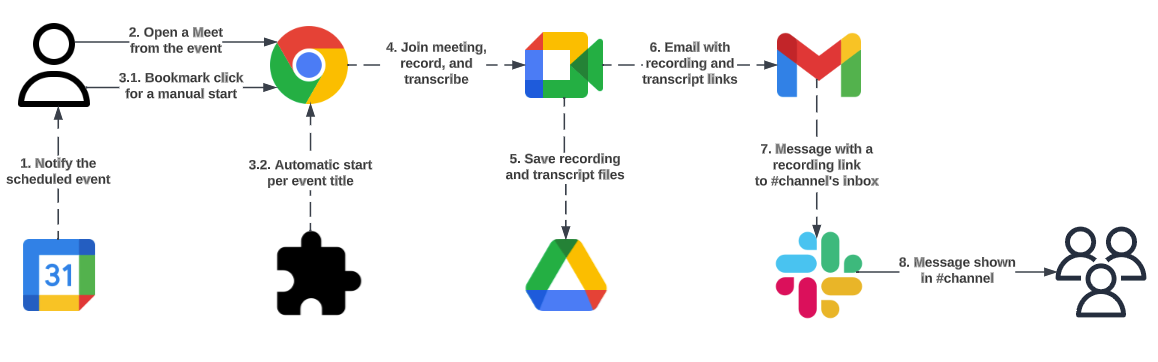 2. Open a Meet
from the event
3.1. Bookmark click
for a manual start
4. Join meeting,
record, and
transcribe
6. Email with
recording and
transcript links
1. Notify the
scheduled event
3.2. Automatic start
per event title
5. Save recording
and transcript files
7. Message with a
recording link
to #channel's inbox
31
8. Message shown
in #channel